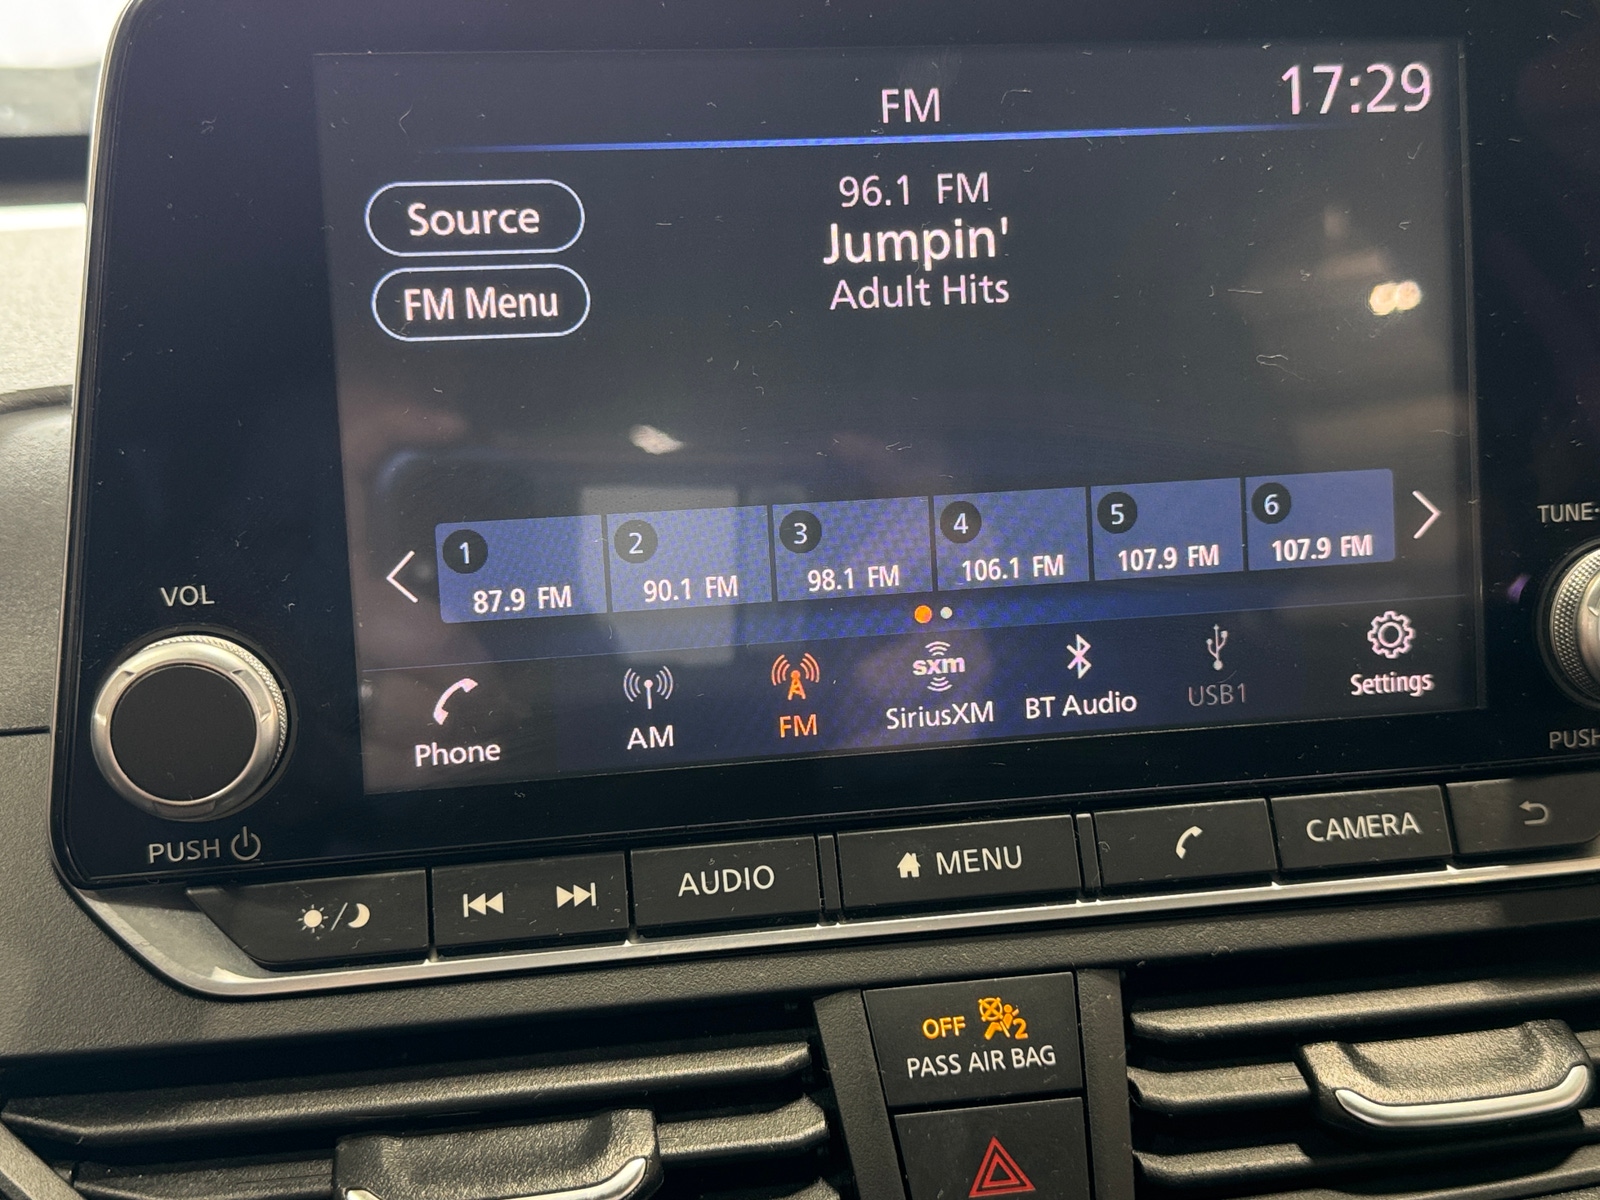 FM
17:29
Source
96.1 FM
Jumpin'
FM Menu
Adult Hits
1
2
3
4
5
6
87.9 FM
90.1 FM
98.1 FM
106.1 FM
107.9 FM
107.9 FM
Phone
AM
FM
sxm
SiriusXM
BT Audio
USB1
Settings
VOL
PUSH
TUNE-
PUSH
AUDIO
MENU
CAMERA
OFF
2
PASS AIR BAG